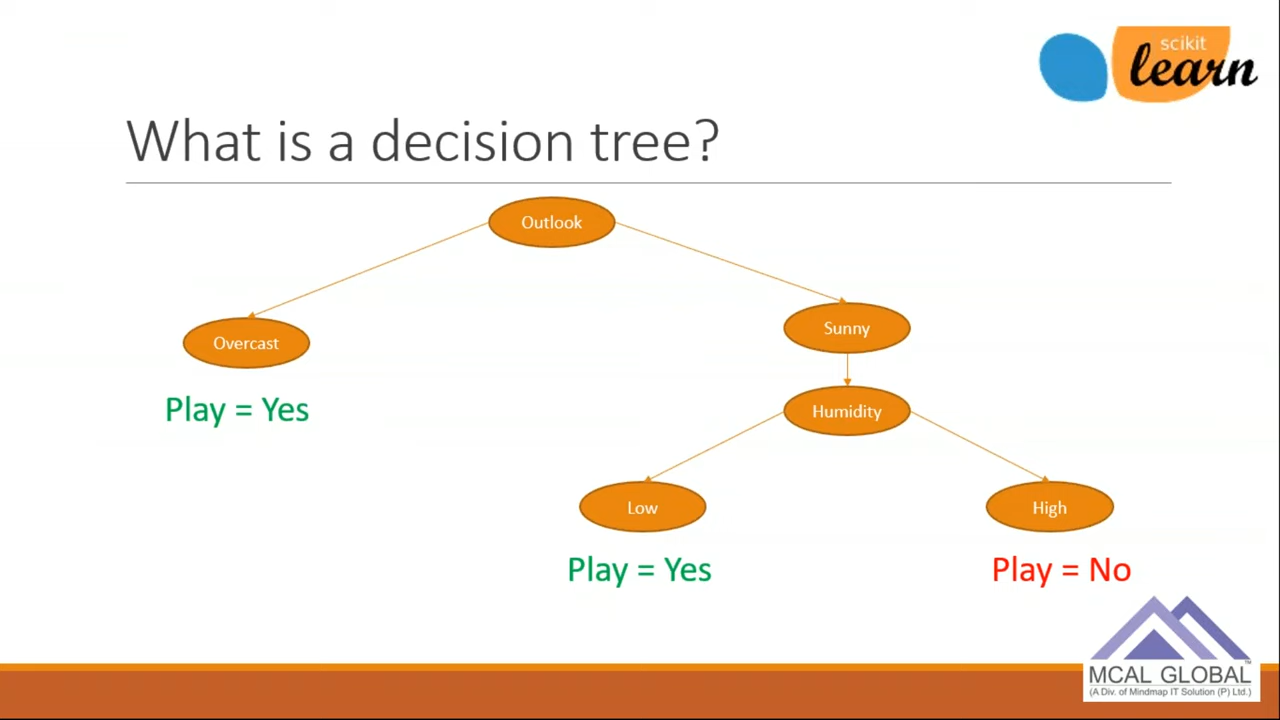 scikit
learn
What is a decision tree?
Outlook
Overcast
Sunny
Play = Yes
Humidity
Low
High
Play = Yes
Play = No
MCAL GLOBAL™
(A Div. of Mindmap IT Solution (P) Ltd.)